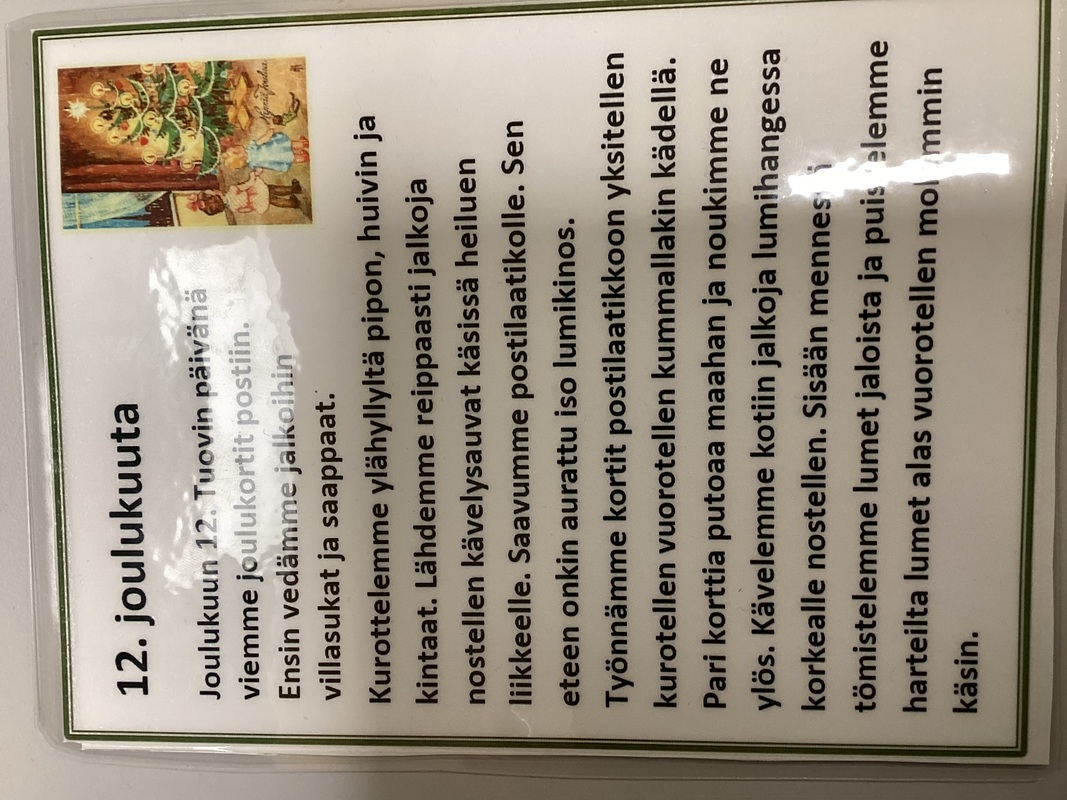 12. joulukuuta
Joulukuun 12. Tuovin päivänä
viemme joulukortit postiin.
Ensin vedämme jalkoihin
villasukat ja saappaat.
Kurottelemme ylähyllyltä pipon, huivin ja
kintaat. Lähdemme reippaasti jalkoja
nostellen kävelysauvat käsissä heiluen
liikkeelle. Saavumme postilaatikolle. Sen
eteen onkin aurattu iso lumikinos.
Työnnämme kortit postilaatikkoon yksitellen
kurotellen vuorotellen kummallakin kädellä.
Pari korttia putoaa maahan ja noukimme ne
ylös. Kävelemme kotiin jalkoja lumihangessa
korkealle nostellen. Sisään mennessä
tömistelemme lumet jaloista ja puistelemme
harteilta lumet alas vuorotellen molemmin
käsin.